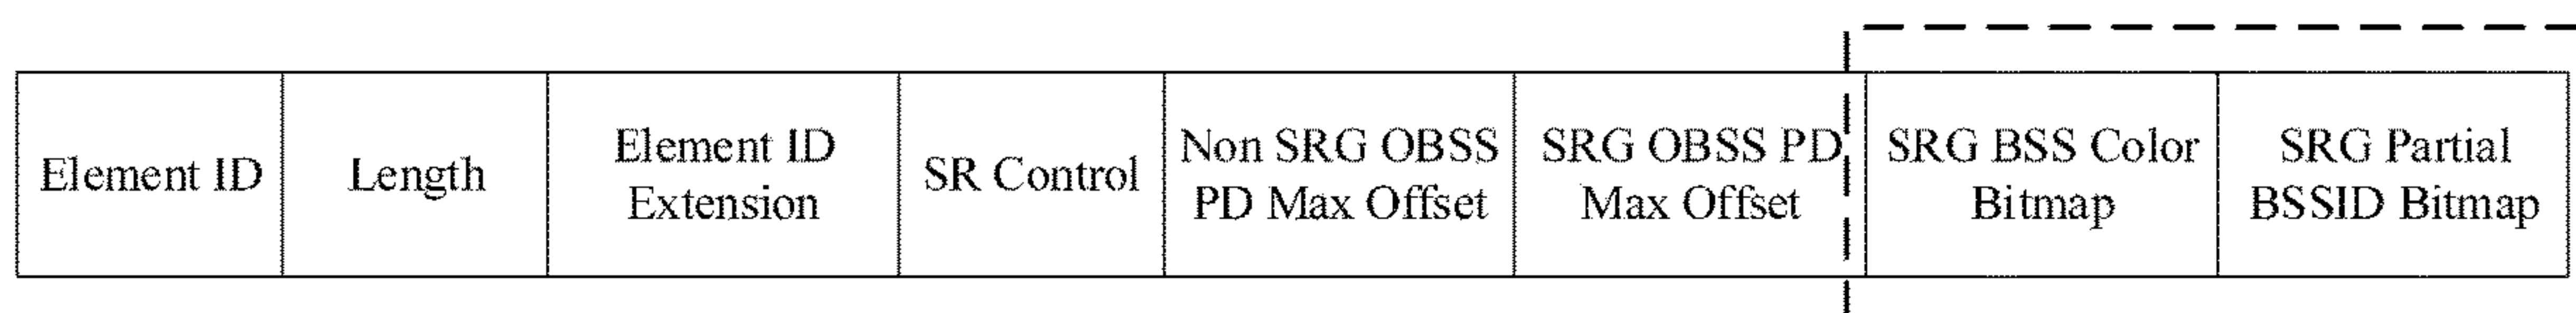 Element ID
Length
Element ID
Extension
SR Control
Non SRG OBSS
PD Max Offset
SRG OBSS PD
Max Offset
SRG BSS Color
Bitmap
SRG Partial
BSSID Bitmap